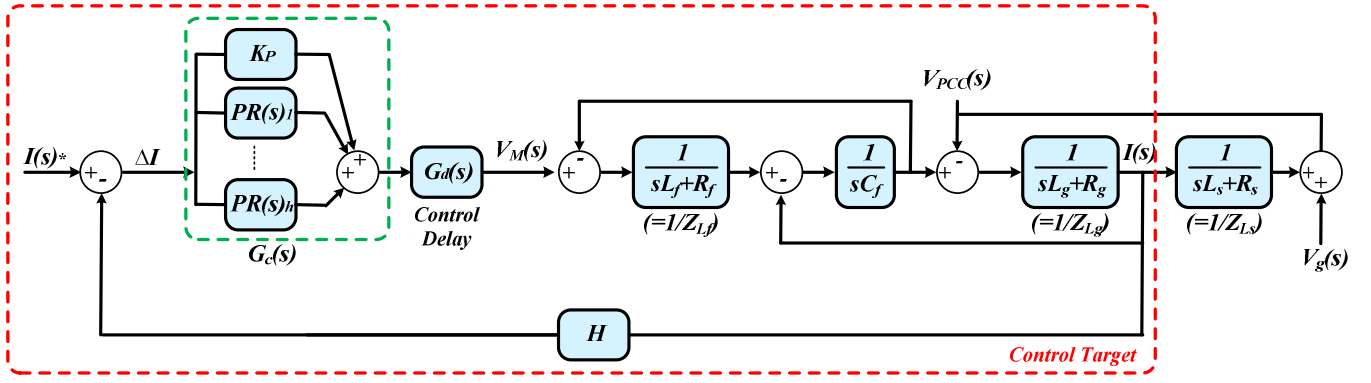 I(s)*
+
-
ΔI
K_P
PR(s)_1
PR(s)_h
+
+
G_c(s)
G_d(s)
Control
Delay
V_M(s)
-
+
1
sL_f+R_f
(=1/Z_Lf)
+
-
1
sC_f
V_PCC(s)
-
+
1
sL_g+R_g
(=1/Z_Lg)
I(s)
1
sL_s+R_s
(=1/Z_Ls)
+
+
V_g(s)
H
Control Target